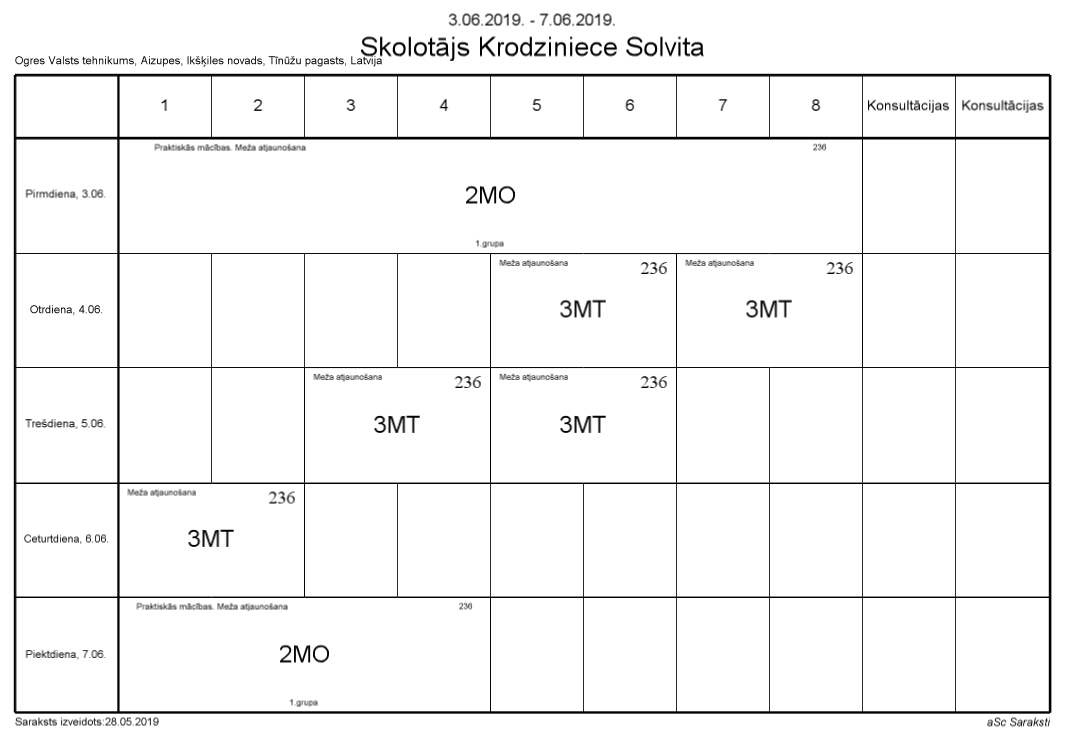 3.06.2019. - 7.06.2019.
Skolotājs Krodziniece Solvita
Ogres Valsts tehnikums, Aizupes, Ikšķiles novads, Tīnūžu pagasts, Latvija
1 2 3 4 5 6 7 8 Konsultācijas Konsultācijas
Praktiskās mācības. Meža atjaunošana 236
Pirmdiena, 3.06. 2MO
1.grupa
Meža atjaunošana 236 Meža atjaunošana 236
Otrdiena, 4.06. 3MT 3MT
Meža atjaunošana 236 Meža atjaunošana 236
Trešdiena, 5.06. 3MT 3MT
Meža atjaunošana 236
Ceturtdiena, 6.06. 3MT
Praktiskās mācības. Meža atjaunošana 236
Piektdiena, 7.06. 2MO
1.grupa
Saraksts izveidots:28.05.2019 aSc Saraksti